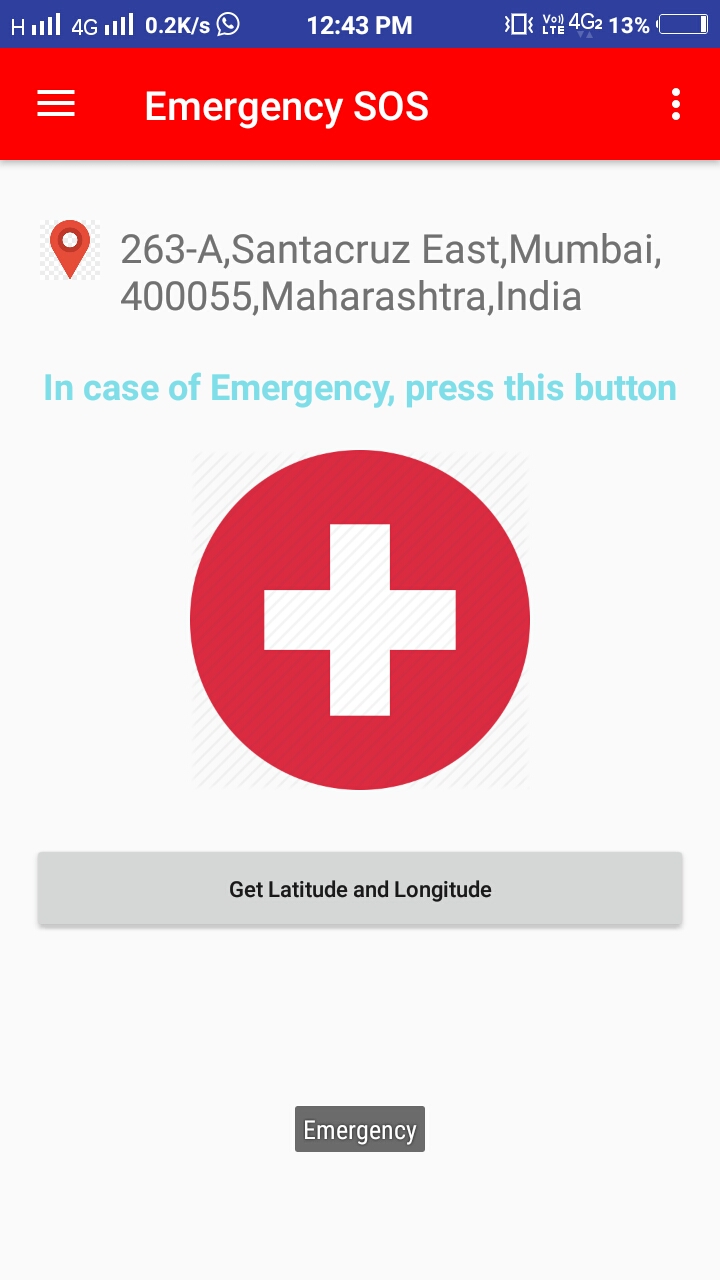 H 4G 0.2K/s 12:43 PM Vo)) LTE 4G2 13%
Emergency SOS
263-A,Santacruz East,Mumbai,
400055,Maharashtra,India
In case of Emergency, press this button
Get Latitude and Longitude
Emergency